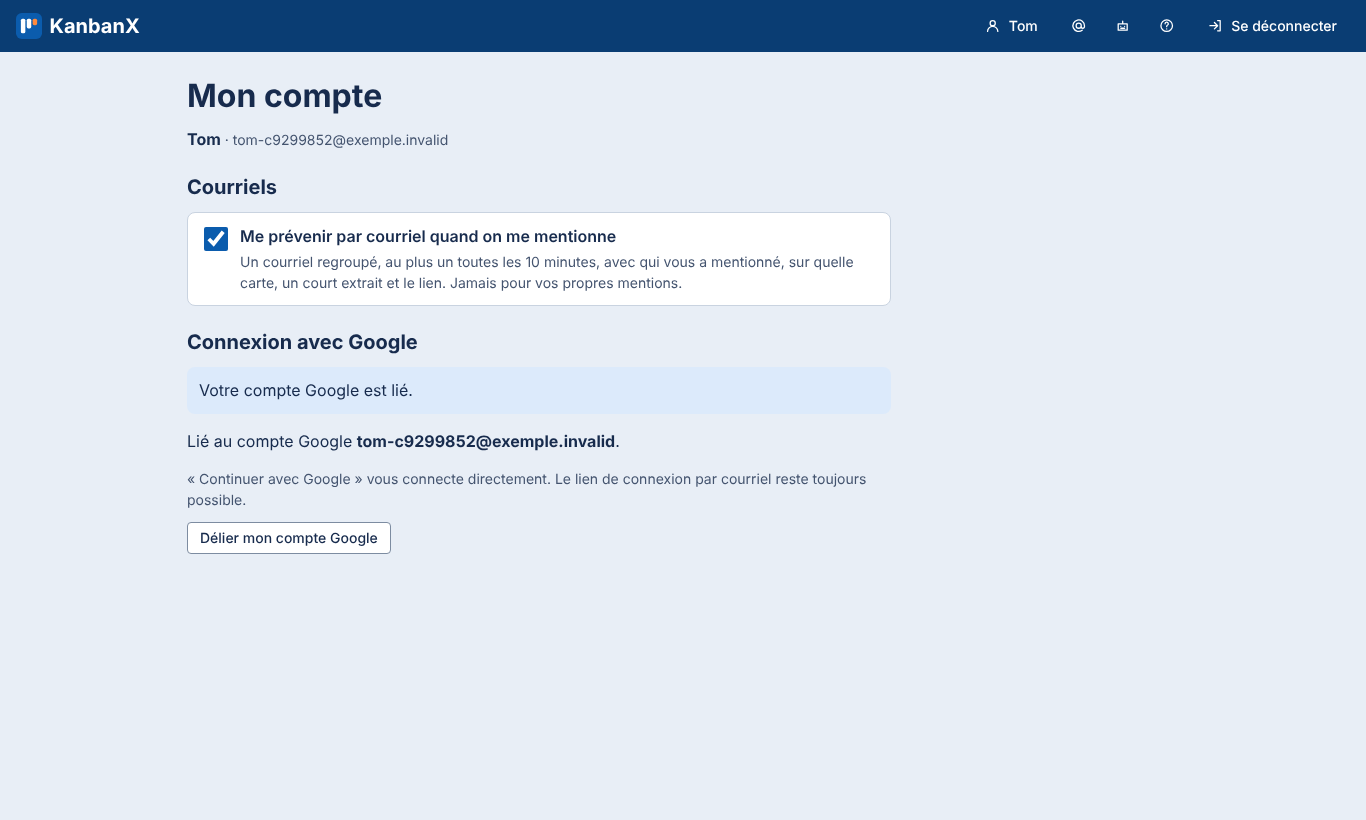 KanbanX
Tom
Se déconnecter
Mon compte
Tom · tom-c9299852@exemple.invalid
Courriels
Me prévenir par courriel quand on me mentionne
Un courriel regroupé, au plus un toutes les 10 minutes, avec qui vous a mentionné, sur quelle
carte, un court extrait et le lien. Jamais pour vos propres mentions.
Connexion avec Google
Votre compte Google est lié.
Lié au compte Google tom-c9299852@exemple.invalid.
« Continuer avec Google » vous connecte directement. Le lien de connexion par courriel reste toujours
possible.
Délier mon compte Google